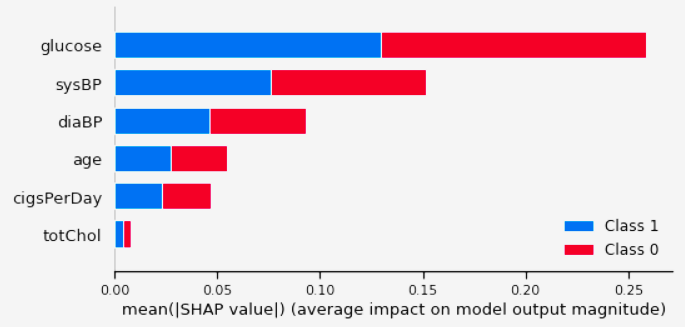 glucose
sysBP
diaBP
age
cigsPerDay
totChol
Class 1
Class 0
0.00 0.05 0.10 0.15 0.20 0.25
mean(|SHAP value|) (average impact on model output magnitude)